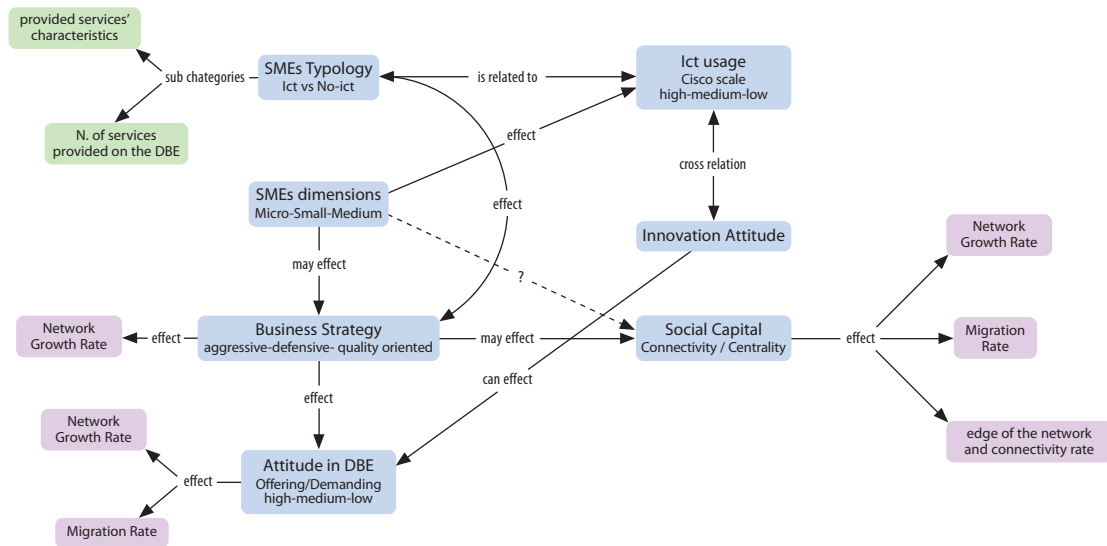 provided services'
characteristics
sub chategories
N. of services
provided on the DBE
SMEs Typology
Ict vs No-ict
is related to
Ict usage
Cisco scale
high-medium-low
effect
cross relation
SMEs dimensions
Micro-Small-Medium
effect
Innovation Attitude
may effect
?
Network
Growth Rate
effect
Business Strategy
aggressive-defensive- quality oriented
may effect
Social Capital
Connectivity / Centrality
effect
Network
Growth Rate
Migration
Rate
edge of the network
and connectivity rate
can effect
effect
Network
Growth Rate
effect
Migration Rate
Attitude in DBE
Offering/Demanding
high-medium-low